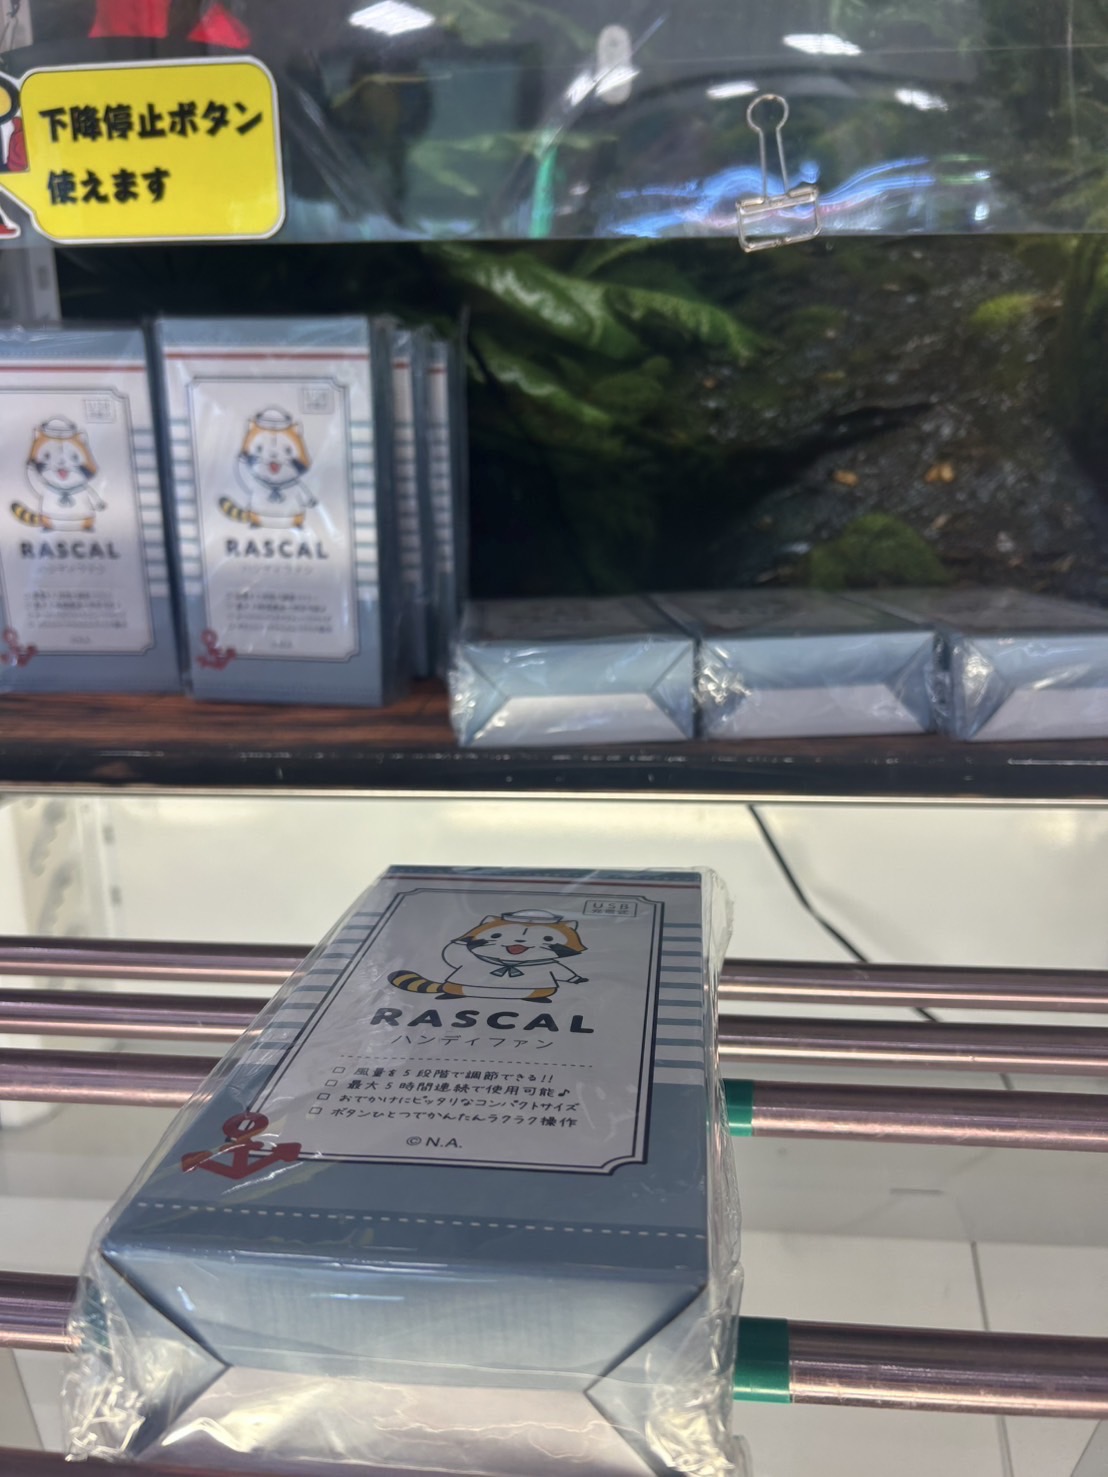 下降停止ボタン
使えます
RASCAL
RASCAL
USB
RASCAL
ハンディファン
□ 風量を5段階で調節できる!!
□ 最大5時間連続で使用可能♪
□ おでかけにピッタリなコンパクトサイズ
□ ボタンひとつでかんたんラクラク操作
©N.A.